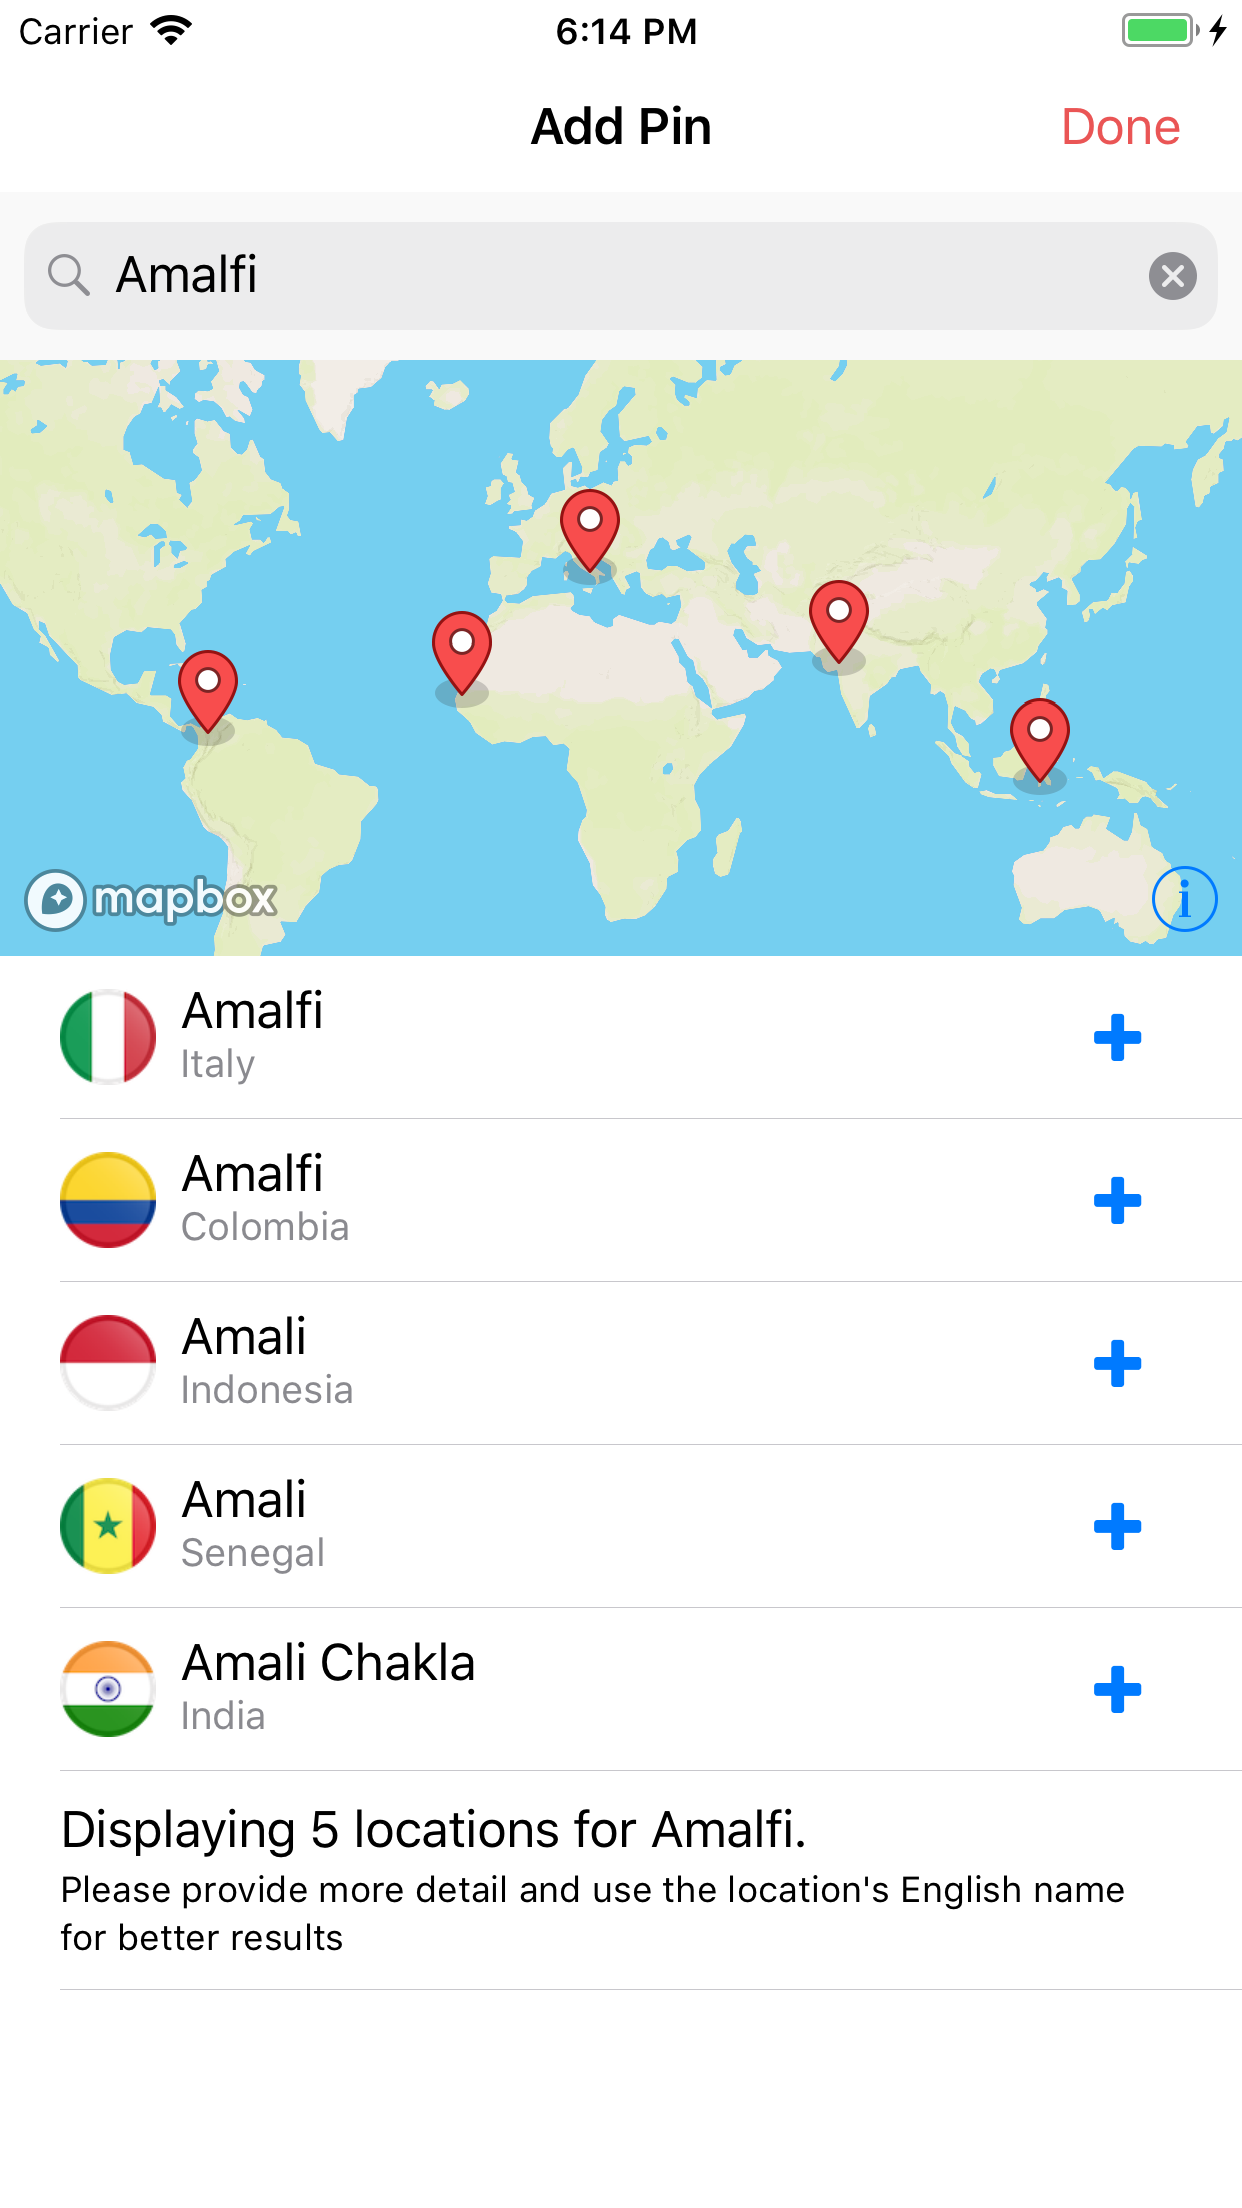 Carrier 6:14 PM
Add Pin Done
Amalfi
mapbox i
Amalfi
Italy
Amalfi
Colombia
Amali
Indonesia
Amali
Senegal
Amali Chakla
India
Displaying 5 locations for Amalfi.
Please provide more detail and use the location's English name
for better results